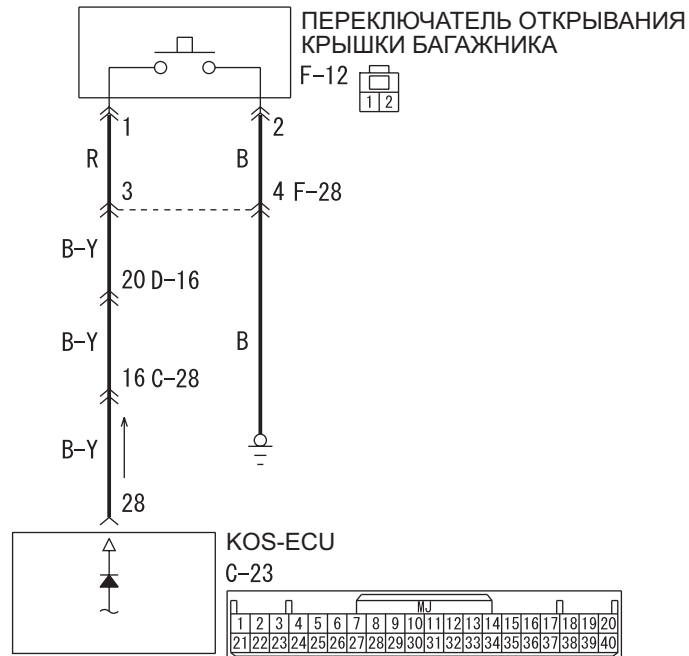 ПЕРЕКЛЮЧАТЕЛЬ ОТКРЫВАНИЯ
КРЫШКИ БАГАЖНИКА
F-12
1 2
1 2
R B
3 4 F-28
B-Y
20 D-16
B-Y B
16 C-28
B-Y
28
KOS-ECU
C-23
MJ
1 2 3 4 5 6 7 8 9 10 11 12 13 14 15 16 17 18 19 20
21 22 23 24 25 26 27 28 29 30 31 32 33 34 35 36 37 38 39 40